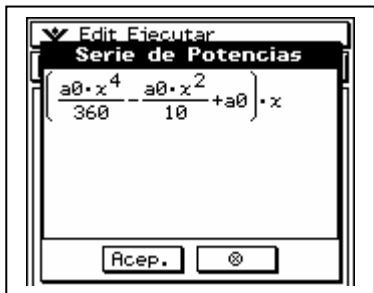 Edit Ejecutar
Serie de Potencias
(a0·x^4/360 - a0·x^2/10 + a0)·x
Acep.